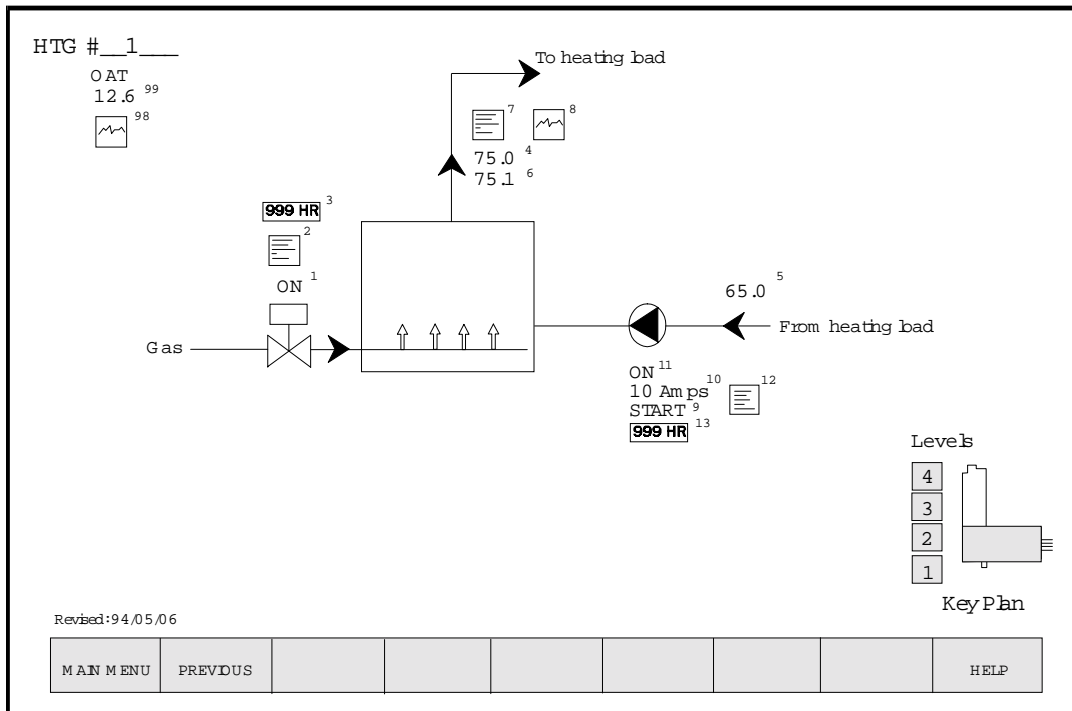 HTG #__1___
OAT
12.6 99
98
To heating load
7
8
75.0 4
75.1 6
999 HR 3
2
ON 1
Gas
65.0 5
From heating load
ON 11
10 Amps 10
12
START 9
999 HR 13
Levels
4
3
2
1
Key Plan
Revised:94/05/06
MAIN MENU
PREVIOUS
HELP